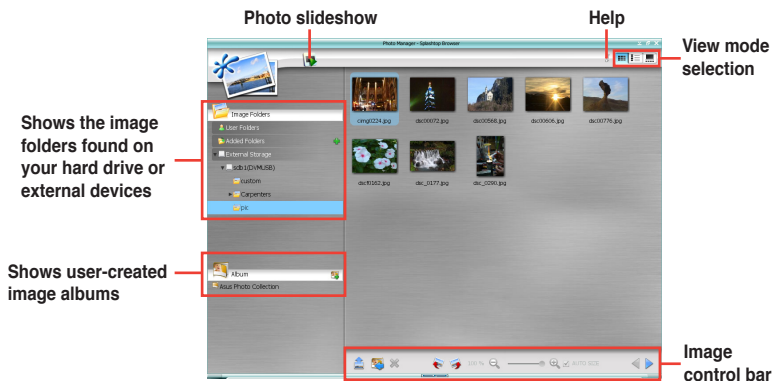 Photo slideshow
Help
View mode
selection
Photo Manager - Splashtop Browser
Shows the image
folders found on
your hard drive or
external devices
Image Folders
User Folders
Added Folders
External Storage
sdb1(DVMUSB)
custom
Carpenters
pic
cimg0224.jpg
dsc00072.jpg
dsc00568.jpg
dsc00606.jpg
dsc00776.jpg
dscf0162.jpg
dsc_0177.jpg
dsc_0290.jpg
Shows user-created
image albums
Album
Asus Photo Collection
100 %
AUTO SIZE
Image
control bar